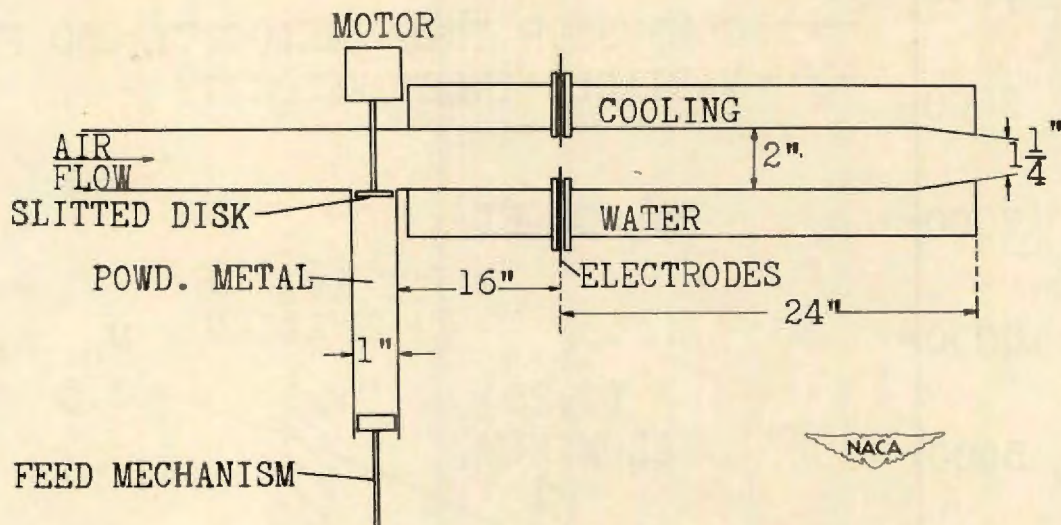 MOTOR
COOLING
AIR
FLOW
2"
1 1/4"
SLITTED DISK
WATER
POWD. METAL
16"
ELECTRODES
24"
1"
NACA
FEED MECHANISM